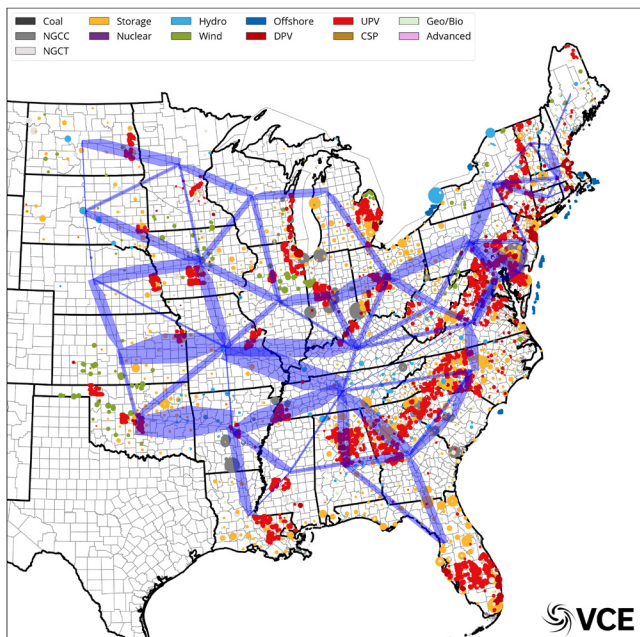 Coal Storage Hydro Offshore UPV Geo/Bio
NGCC Nuclear Wind DPV CSP Advanced
NGCT
VCE